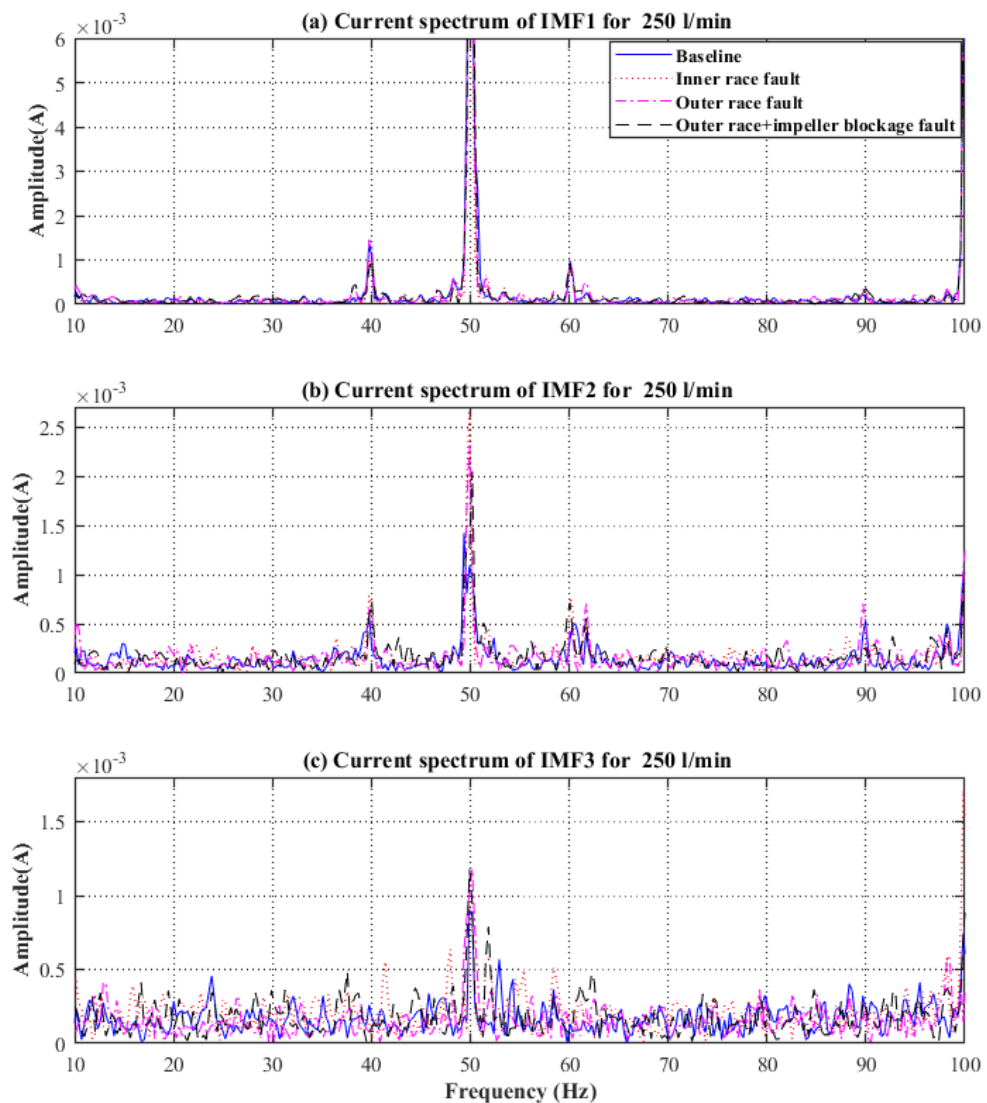 (a) Current spectrum of IMF1 for 250 l/min
×10⁻³
6
5
4
3
2
1
0
Amplitude(A)
Baseline
Inner race fault
Outer race fault
Outer race+impeller blockage fault
10 20 30 40 50 60 70 80 90 100
(b) Current spectrum of IMF2 for 250 l/min
×10⁻³
2.5
2
1.5
1
0.5
0
Amplitude(A)
10 20 30 40 50 60 70 80 90 100
(c) Current spectrum of IMF3 for 250 l/min
×10⁻³
1.5
1
0.5
0
Amplitude(A)
10 20 30 40 50 60 70 80 90 100
Frequency (Hz)